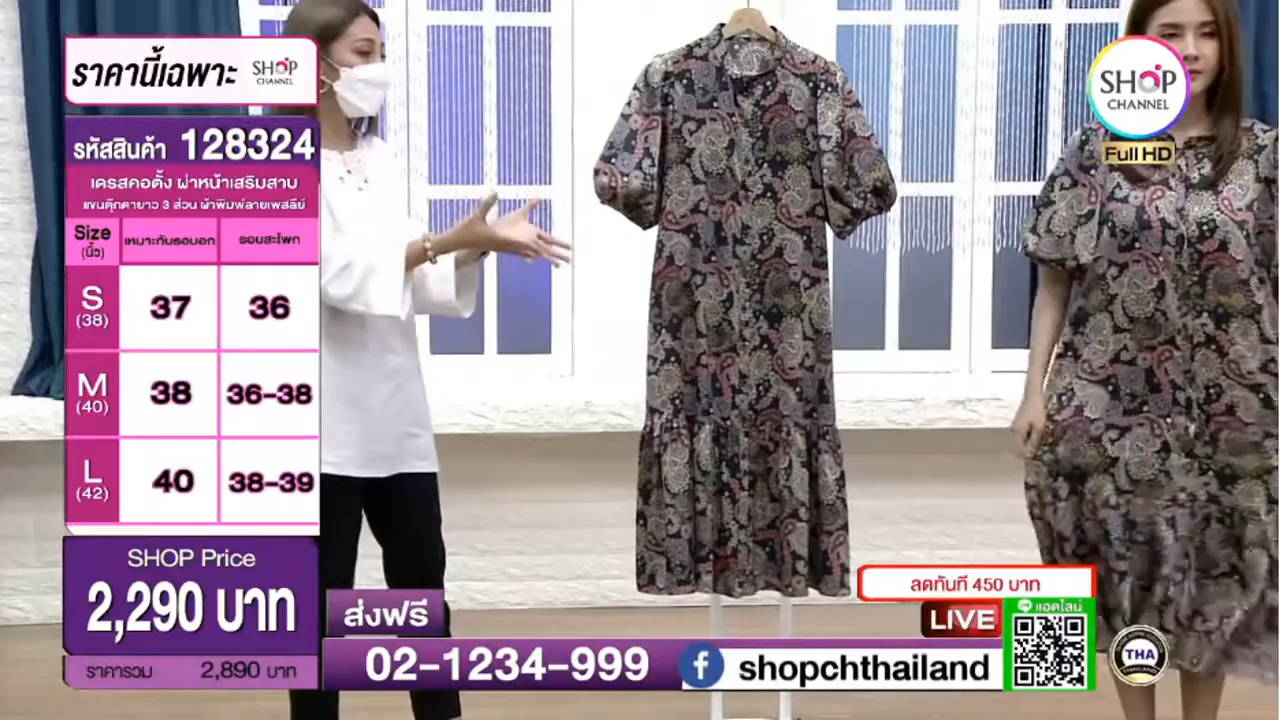 ราคานี้เฉพาะ SHOP CHANNEL
รหัสสินค้า 128324
เดรสคอตั้ง ผ่าหน้าเสริมสาบ
แขนตุ๊กตายาว 3 ส่วน ผ้าพิมพ์ลายเพสลีย์
Size (นิ้ว) เหมาะกับรอบอก รอบสะโพก
S (38) 37 36
M (40) 38 36-38
L (42) 40 38-39
SHOP Price
2,290 บาท
ราคารวม 2,890 บาท
SHOP CHANNEL
Full HD
ลดทันที 450 บาท
ส่งฟรี
LIVE
แอดไลน์
02-1234-999
shopchthailand
THA